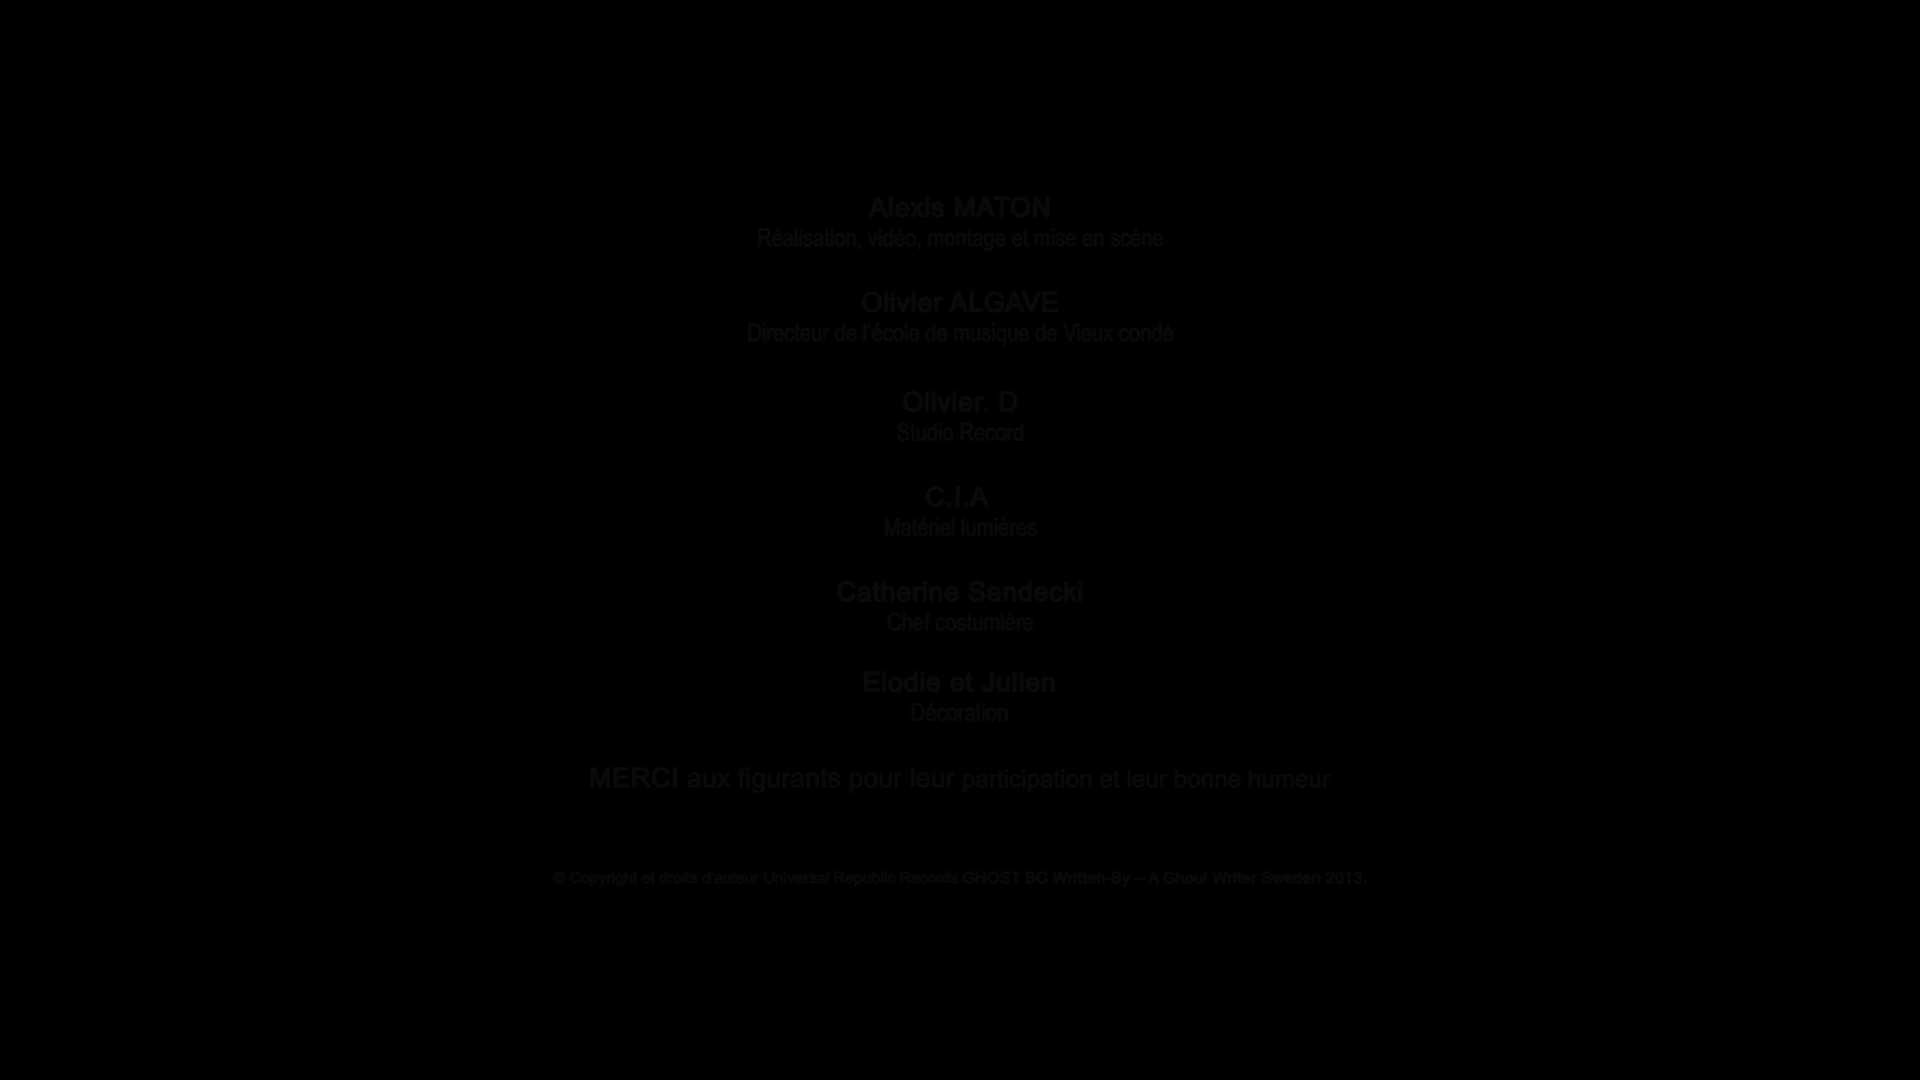 Alexis MATON
Réalisation, vidéo, montage et mise en scène
Olivier ALGAVE
Directeur de l'école de musique de Vieux condé
Olivier. D
Studio Record
C.I.A
Matériel lumières
Catherine Sendecki
Chef costumière
Elodie et Julien
Décoration
MERCI aux figurants pour leur participation et leur bonne humeur
© Copyright et droits d'auteur Universal Republic Records GHOST BC Written-By – A Ghoul Writer Sweden 2013.